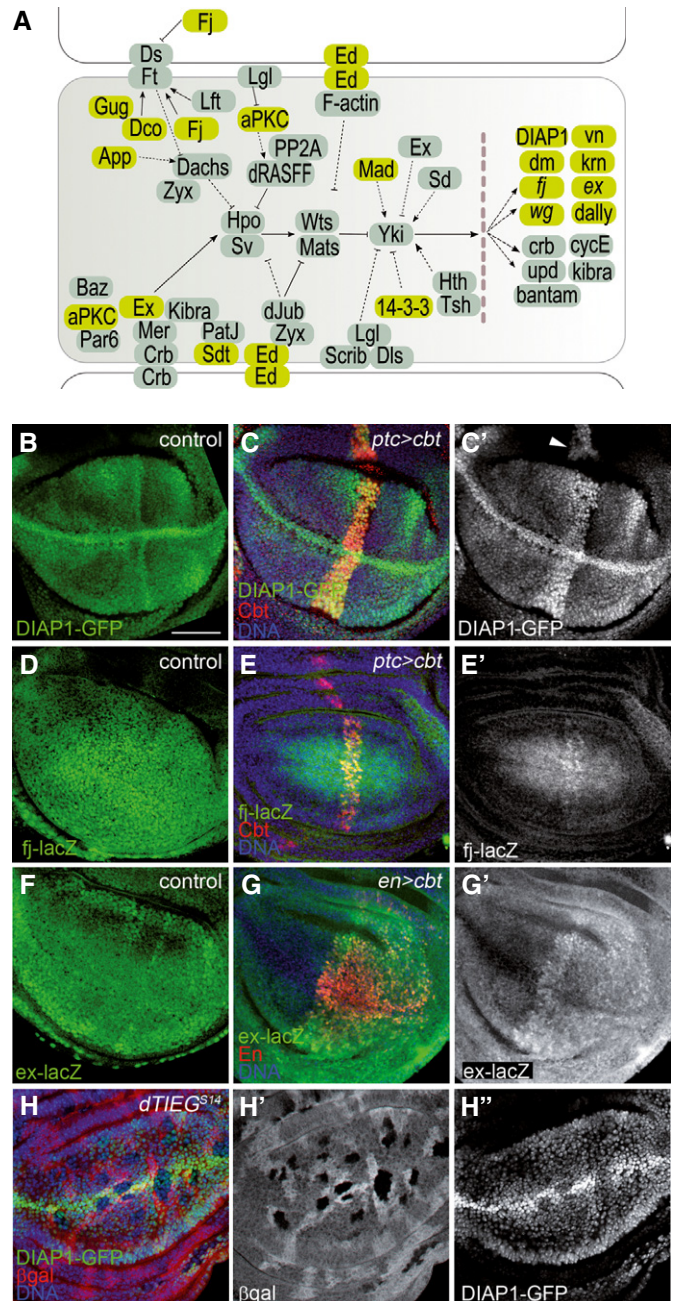 A
Fj
Ds
Ft
Lgl
Ed
Ed
F-actin
Gug
Dco
Fj
Lft
aPKC
App
Dachs
Zyx
PP2A
dRASFF
Mad
Ex
Sd
Hpo
Sv
Wts
Mats
Yki
DIAP1
vn
dm
krn
fj
ex
wg
dally
crb
cycE
upd
kibra
bantam
Baz
aPKC
Par6
Ex
Kibra
Mer
PatJ
Crb
Sdt
Crb
dJub
Zyx
Ed
Ed
14-3-3
Hth
Tsh
Lgl
Scrib
Dls
B
control
DIAP1-GFP
C
ptc>cbt
DIAP1-GFP
Cbt
DNA
C'
DIAP1-GFP
D
control
fj-lacZ
E
ptc>cbt
fj-lacZ
Cbt
DNA
E'
fj-lacZ
F
control
ex-lacZ
G
en>cbt
ex-lacZ
En
DNA
G'
ex-lacZ
H
dTIEG^S14
DIAP1-GFP
βgal
DNA
H'
βgal
H"
DIAP1-GFP